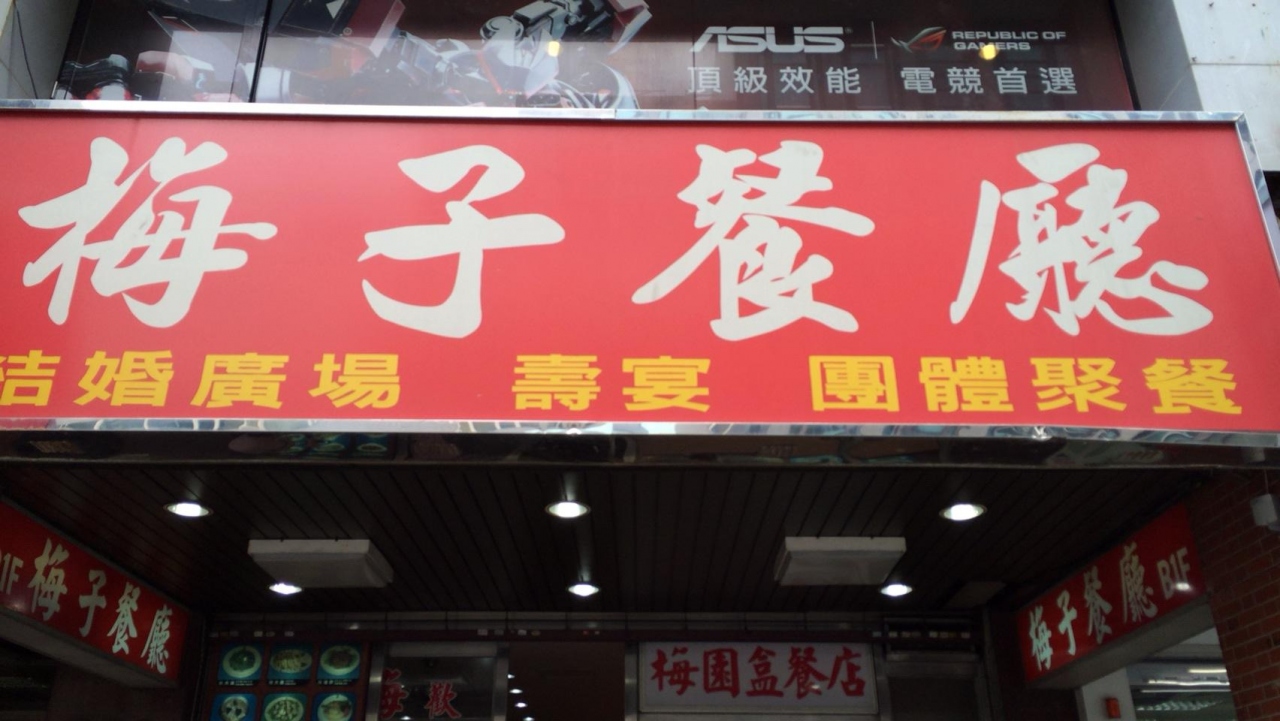 ASUS REPUBLIC OF GAMERS
頂級效能 電競首選
梅子餐廳
結婚廣場 壽宴 團體聚餐
B1F 梅子餐廳
梅子餐廳 B1F
梅園盒餐店
梅 歡